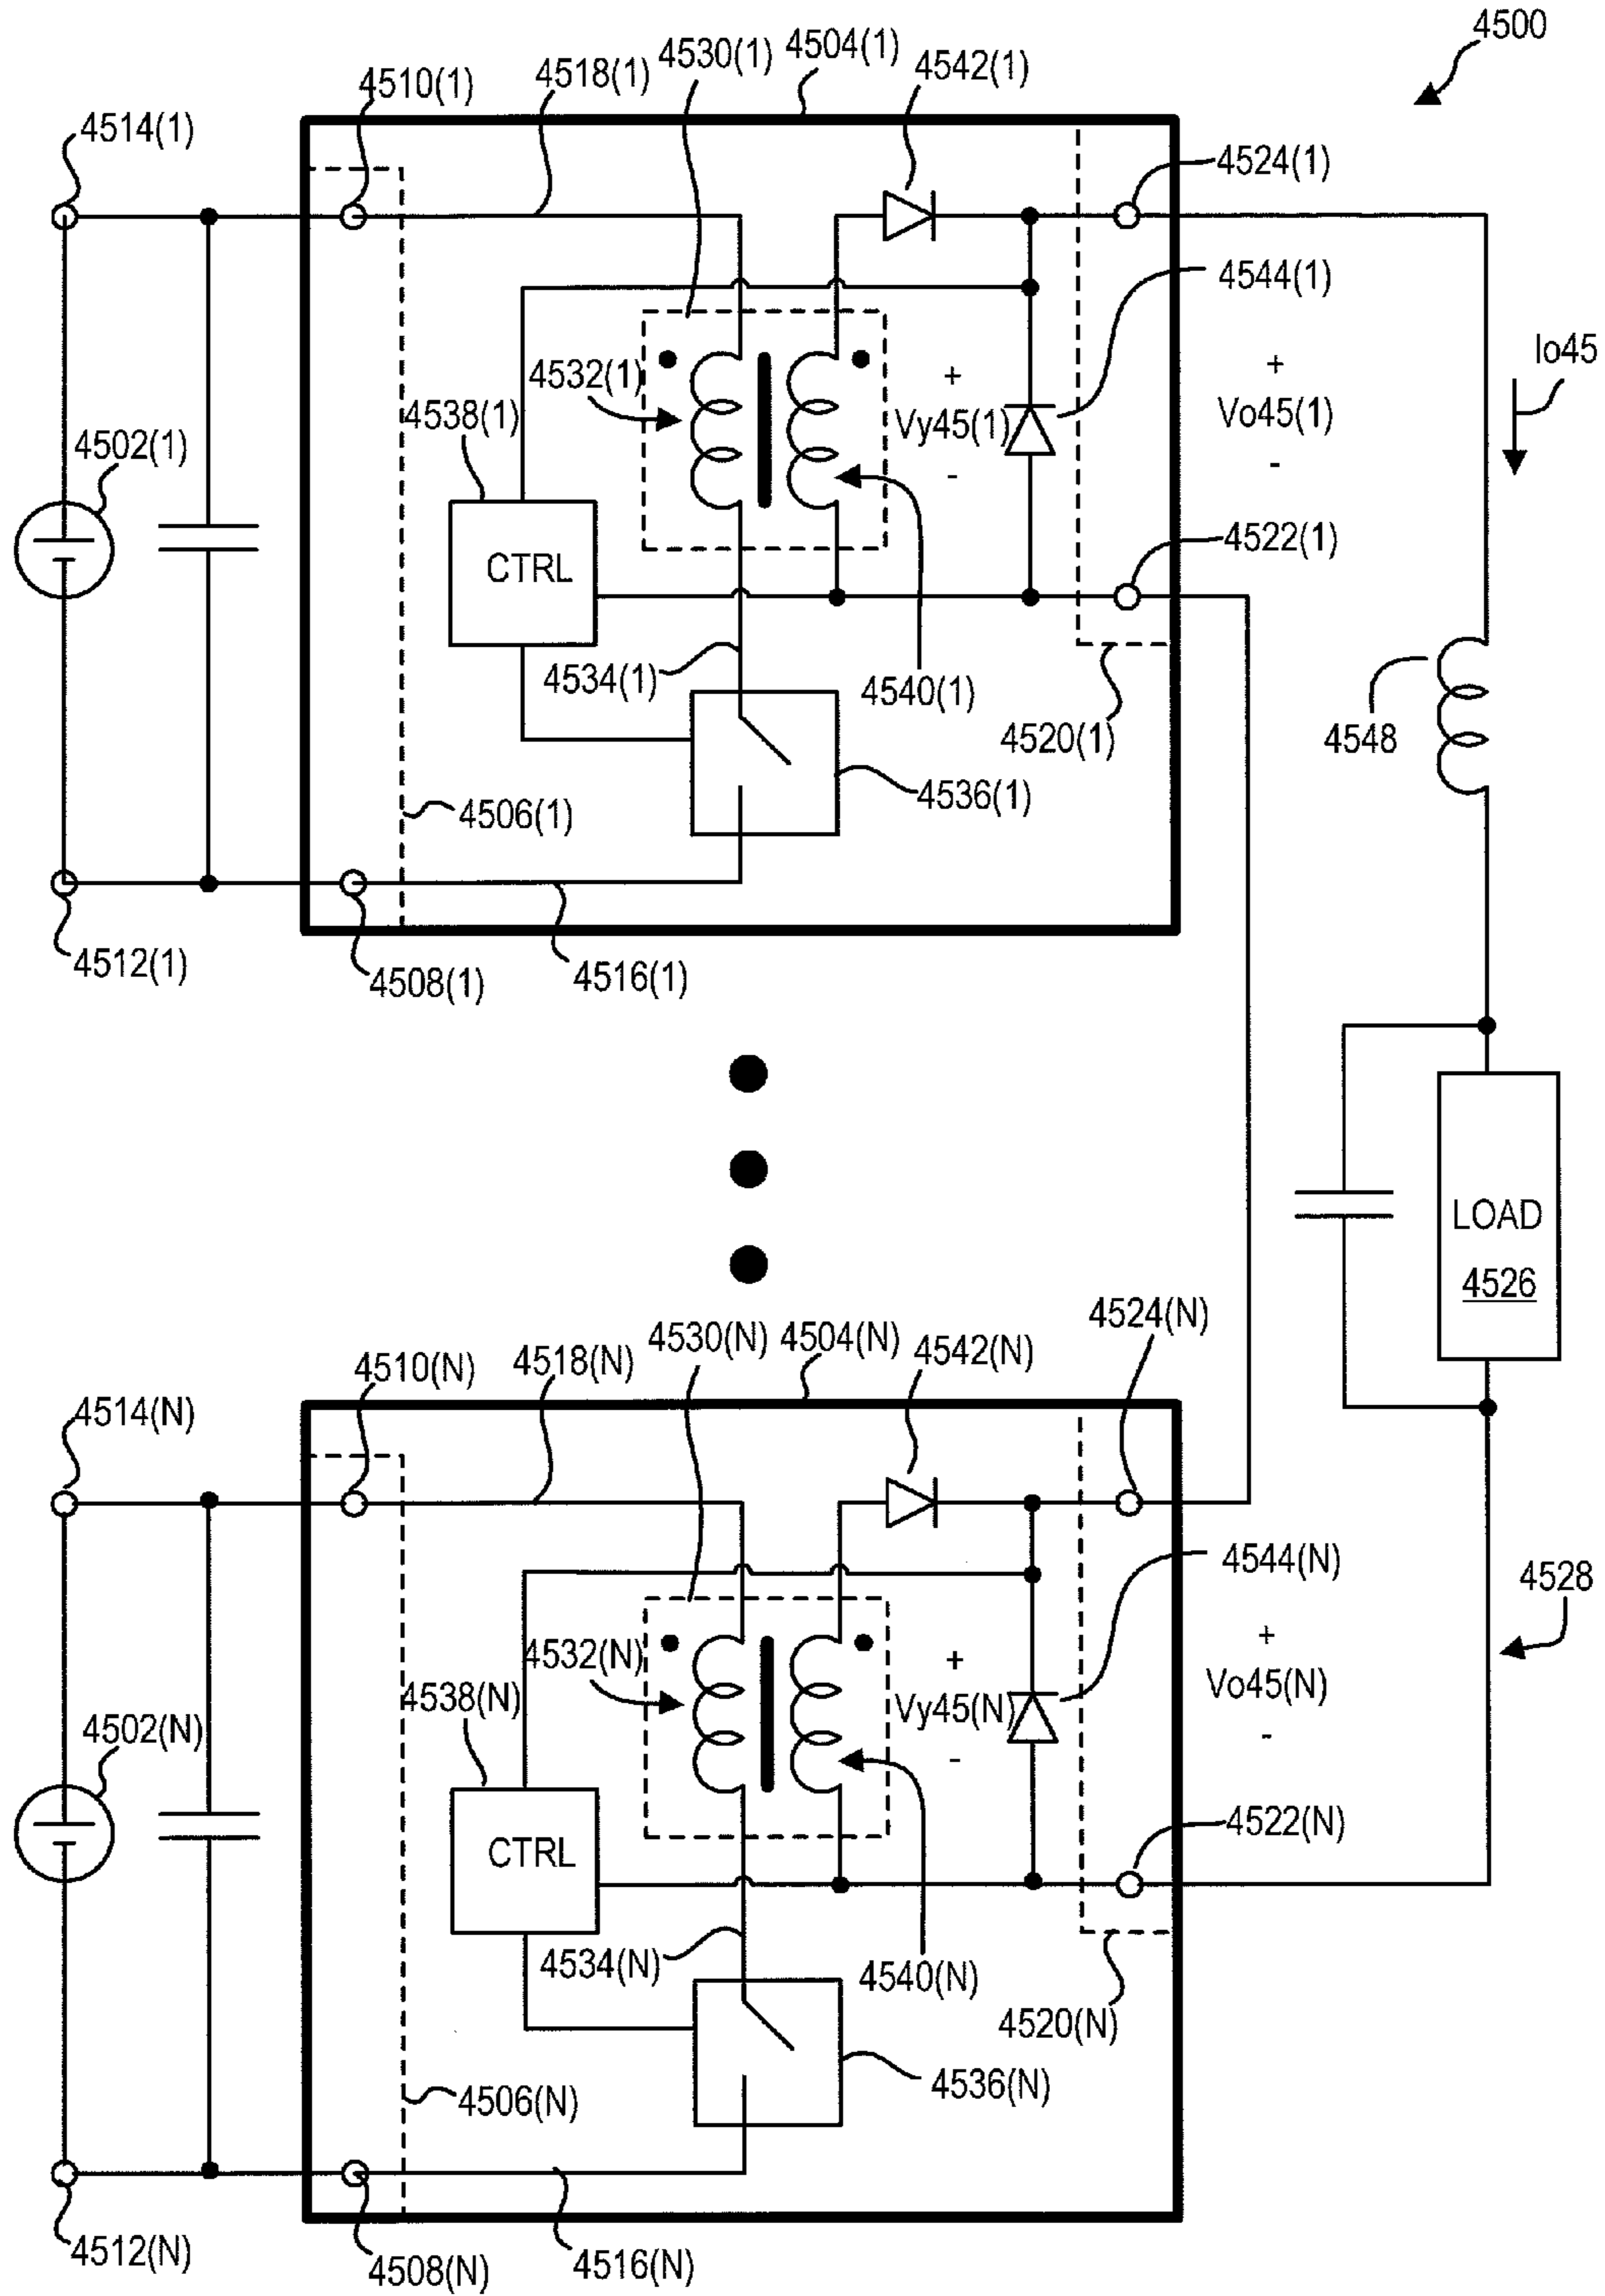 4500
4530(1)
4504(1)
4542(1)
4510(1)
4518(1)
4514(1)
4524(1)
4544(1)
Io45
4532(1)
+
Vy45(1)
-
+
Vo45(1)
-
4538(1)
4502(1)
CTRL
4522(1)
4534(1)
4540(1)
4520(1)
4548
4536(1)
4506(1)
4512(1)
4508(1)
4516(1)
LOAD
4526
4524(N)
4530(N)
4504(N)
4542(N)
4510(N)
4518(N)
4514(N)
4544(N)
4528
4532(N)
+
Vy45(N)
-
+
Vo45(N)
-
4538(N)
4502(N)
CTRL
4522(N)
4534(N)
4540(N)
4520(N)
4536(N)
4506(N)
4512(N)
4508(N)
4516(N)